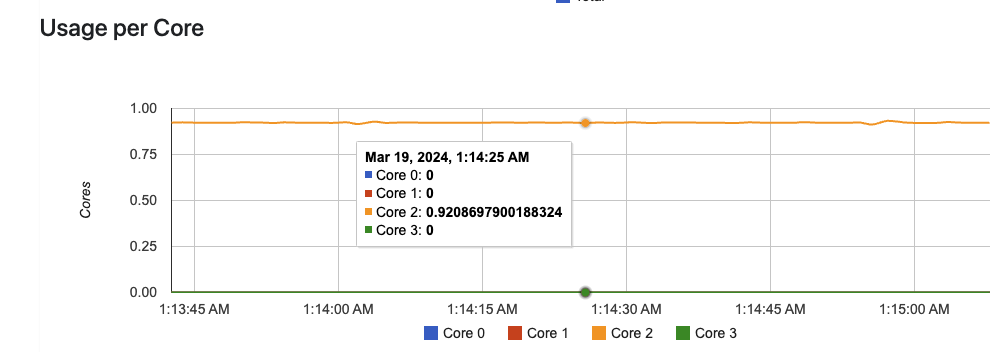 Usage per Core
1.00
0.75
0.50
0.25
0.00
Cores
Mar 19, 2024, 1:14:25 AM
Core 0: 0
Core 1: 0
Core 2: 0.9208697900188324
Core 3: 0
1:13:45 AM
1:14:00 AM
1:14:15 AM
1:14:30 AM
1:14:45 AM
1:15:00 AM
Core 0
Core 1
Core 2
Core 3